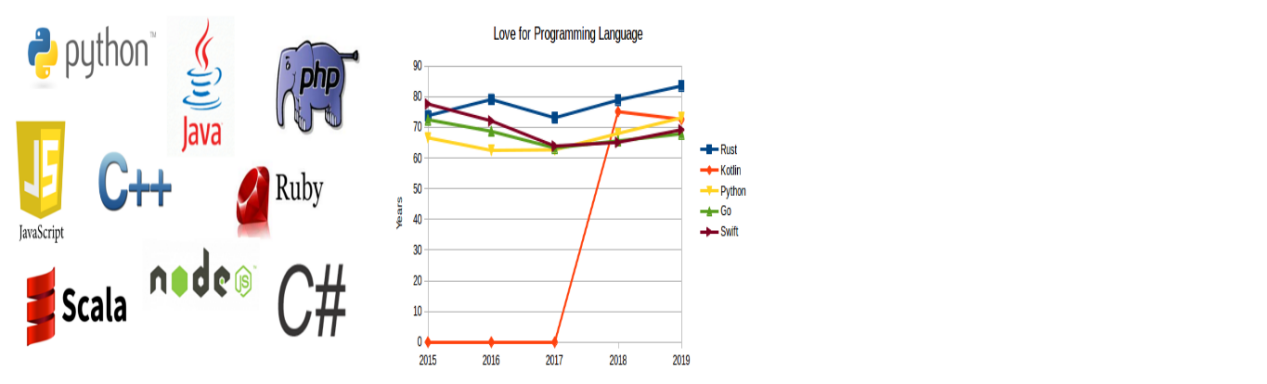 python™
Java
php
JS
JavaScript
C++
Ruby
Scala
node
JS
C#
Love for Programming Language
90
80
70
60
50
40
30
20
10
0
Years
2015 2016 2017 2018 2019
Rust
Kotlin
Python
Go
Swift